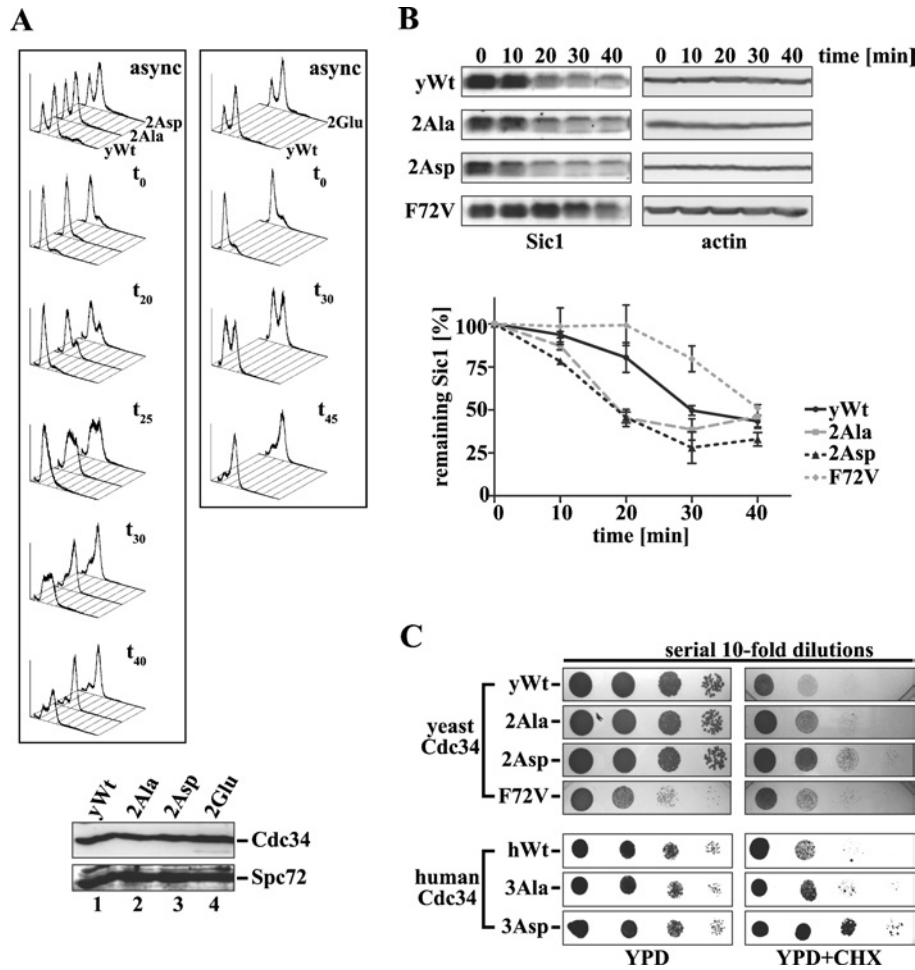 A
async
2Asp
2Ala
yWt
t0
t20
t25
t30
t40
async
2Glu
yWt
t0
t30
t45
yWt 2Ala 2Asp 2Glu
Cdc34
Spc72
1 2 3 4
B
0 10 20 30 40 0 10 20 30 40 time [min]
yWt
2Ala
2Asp
F72V
Sic1 actin
remaining Sic1 [%]
100
75
50
25
0
0 10 20 30 40
time [min]
yWt
2Ala
2Asp
F72V
C
serial 10-fold dilutions
yeast Cdc34
yWt
2Ala
2Asp
F72V
human Cdc34
hWt
3Ala
3Asp
YPD YPD+CHX